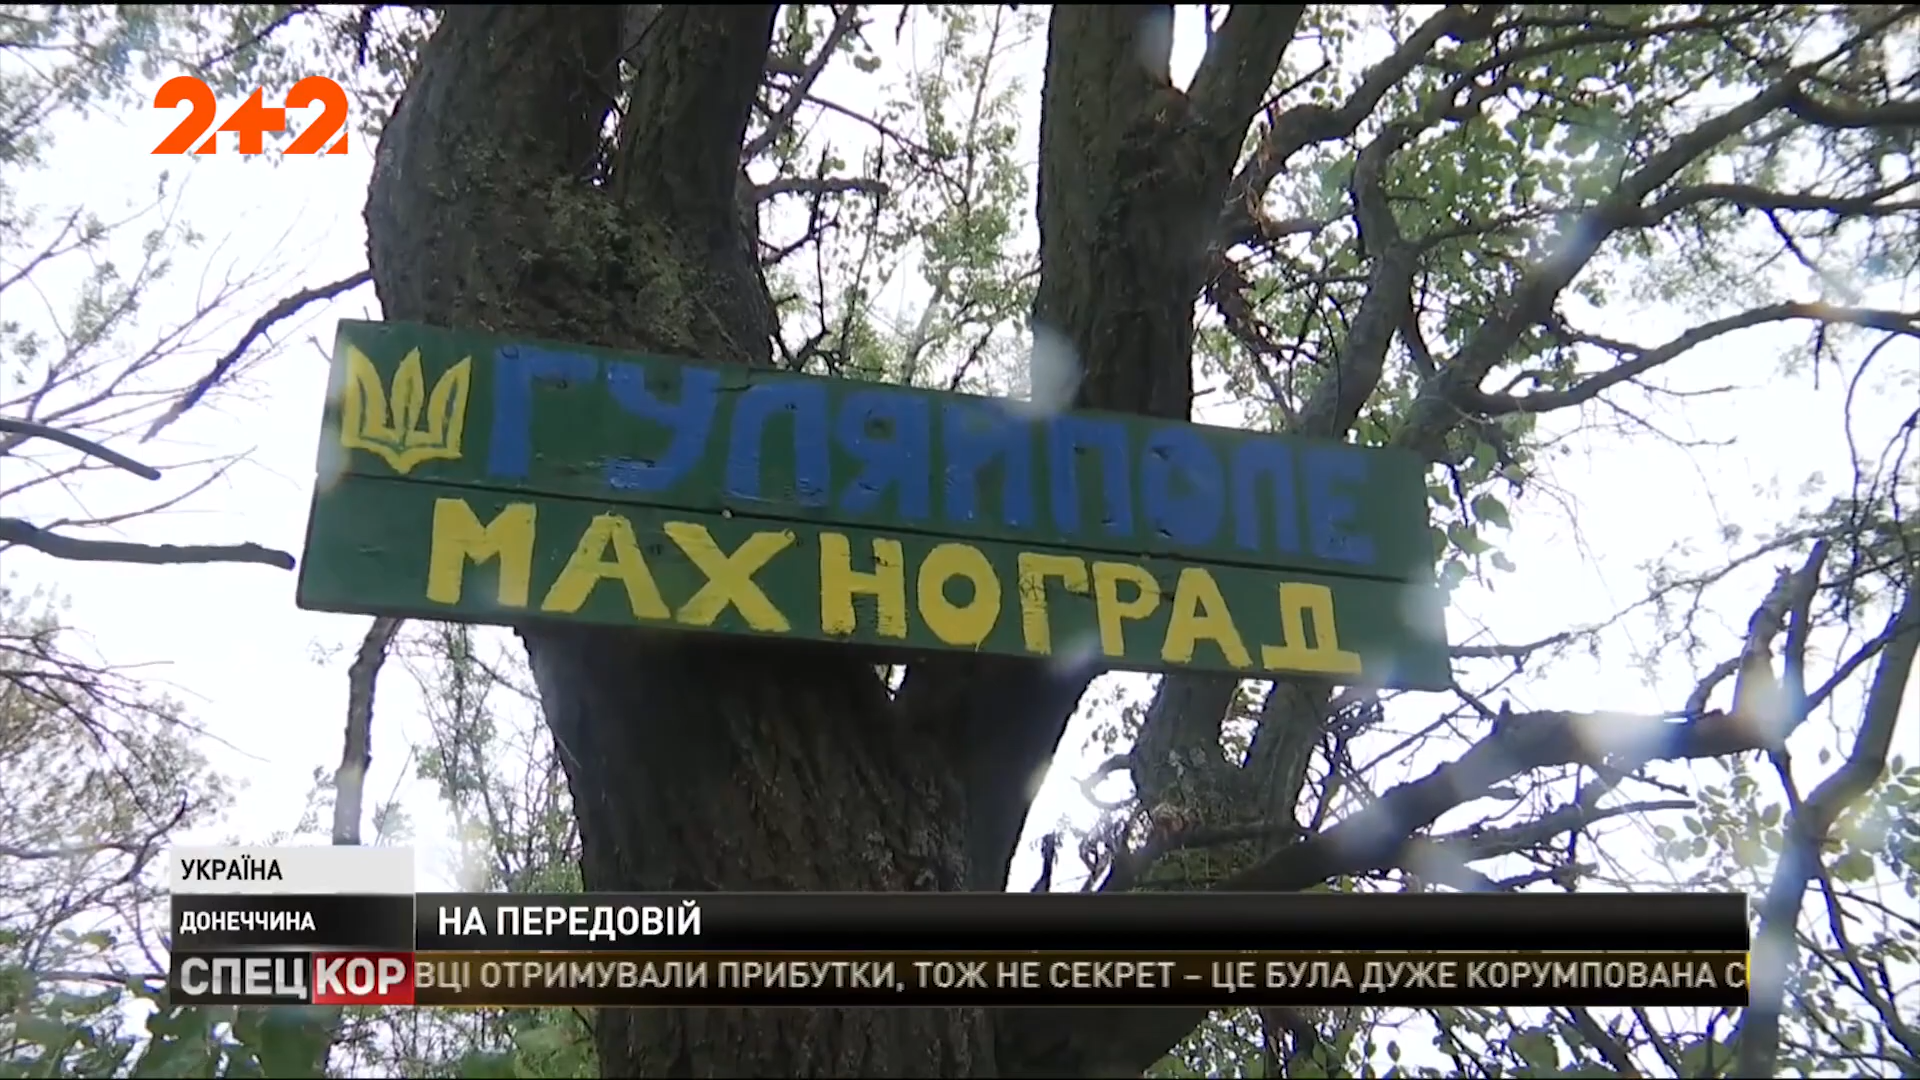 2+2
ГУЛЯЙПОЛЕ
МАХНОГРАД
УКРАЇНА
ДОНЕЧЧИНА
НА ПЕРЕДОВІЙ
СПЕЦКОР
ВЦІ ОТРИМУВАЛИ ПРИБУТКИ, ТОЖ НЕ СЕКРЕТ – ЦЕ БУЛА ДУЖЕ КОРУМПОВАНА С